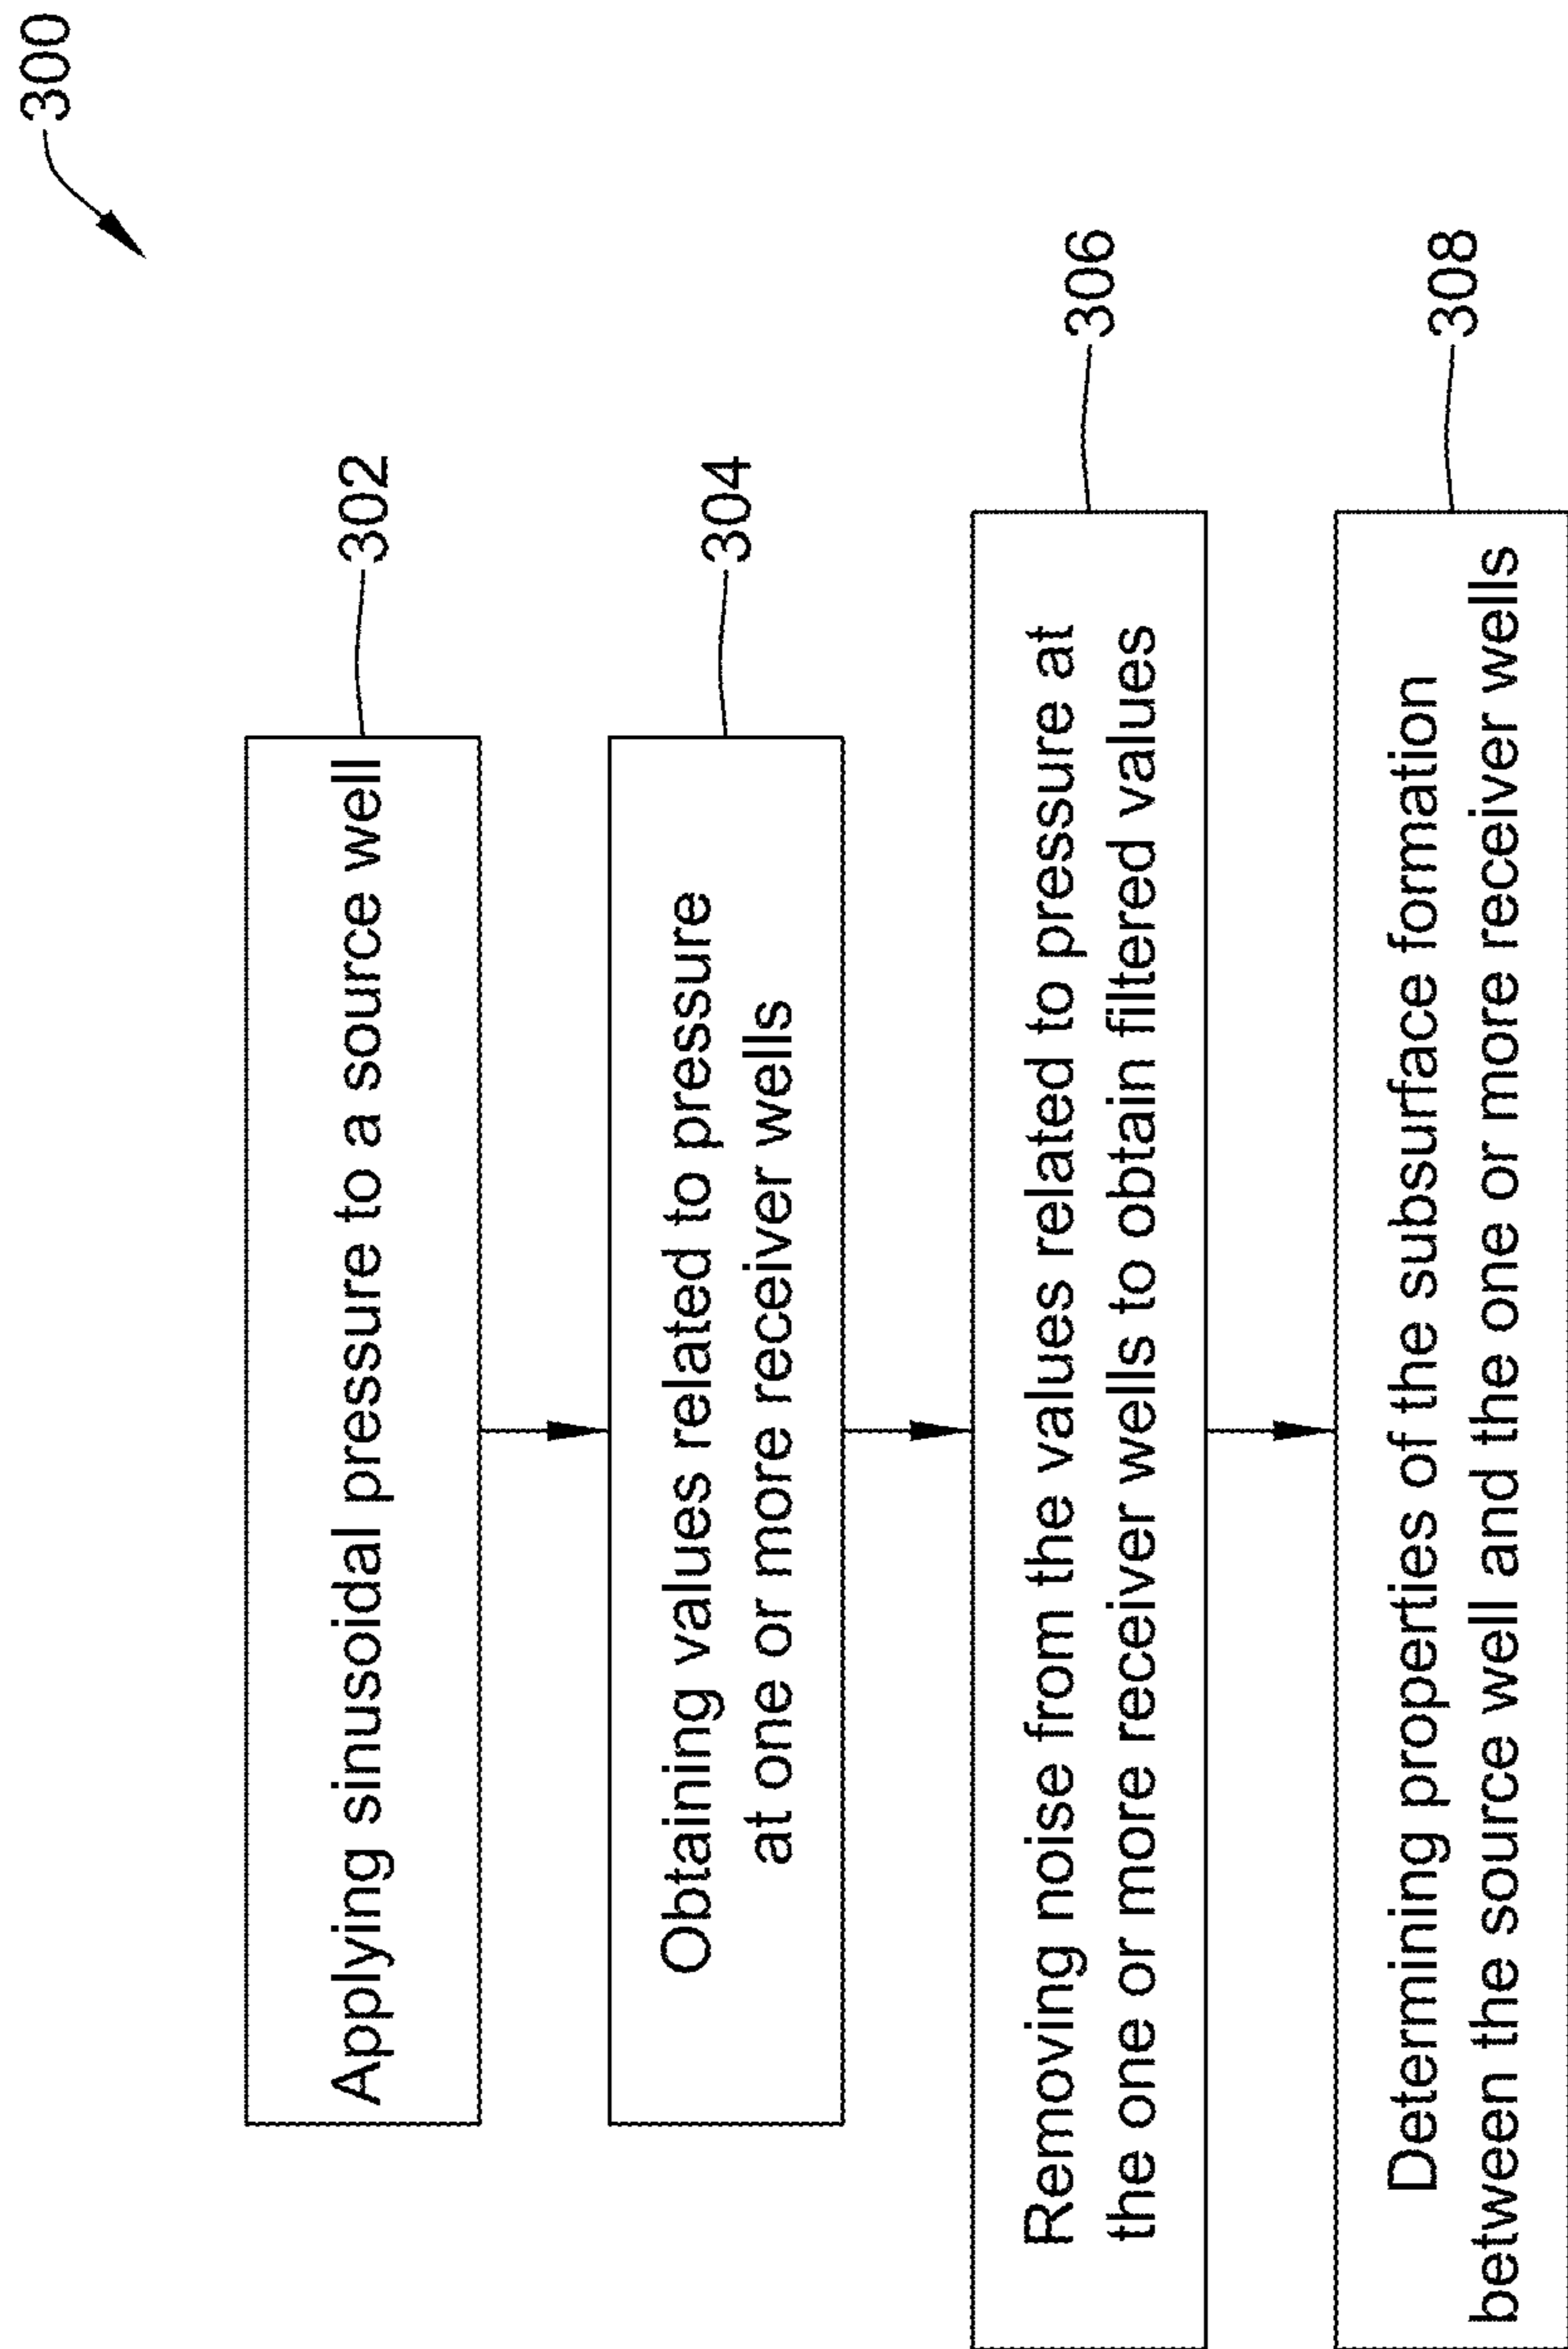 300
Applying sinusoidal pressure to a source well
302
Obtaining values related to pressure
at one or more receiver wells
304
Removing noise from the values related to pressure at
the one or more receiver wells to obtain filtered values
306
Determining properties of the subsurface formation
between the source well and the one or more receiver wells
308